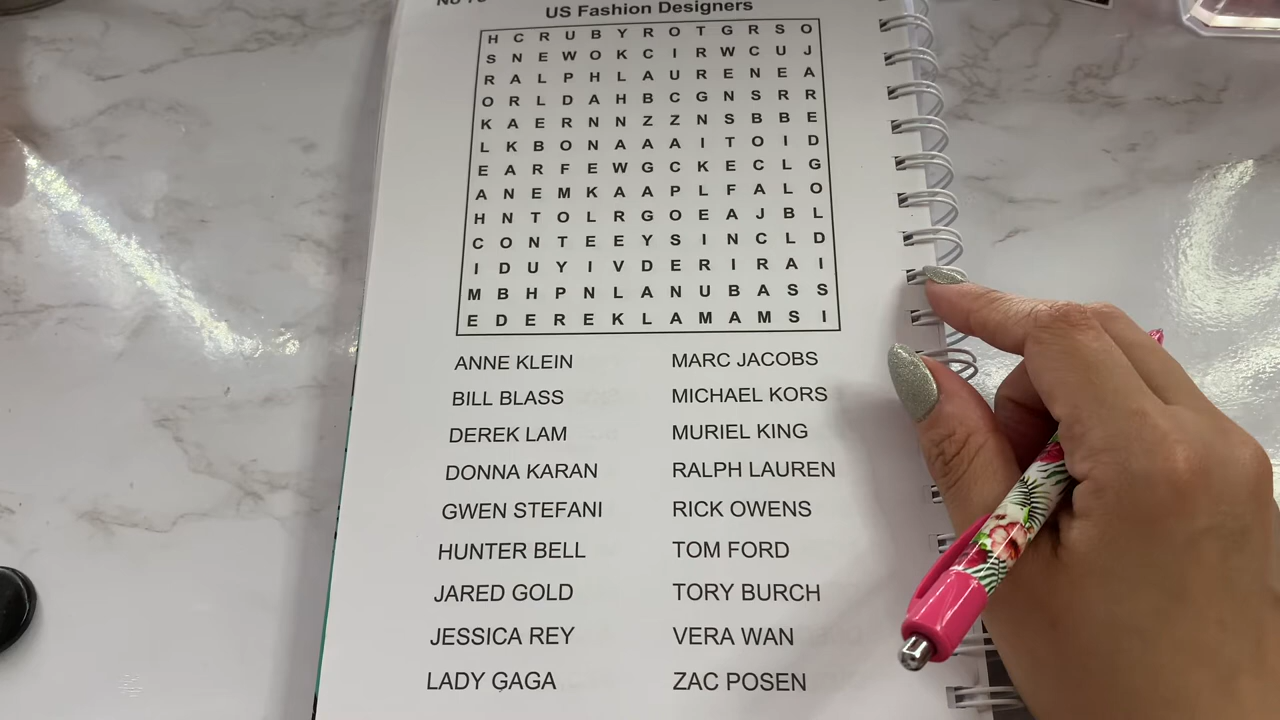 US Fashion Designers
H C R U B Y R O T G R S O
S N E W O K C I R W C U J
R A L P H L A U R E N E A
O R L D A H B C G N S R R
K A E R N N Z Z N S B B E
L K B O N A A A I T O I D
E A R F E W G C K E C L G
A N E M K A A P L F A L O
H N T O L R G O E A J B L
C O N T E E Y S I N C L D
I D U Y I V D E R I R A I
M B H P N L A N U B A S S
E D E R E K L A M A M S I
ANNE KLEIN MARC JACOBS
BILL BLASS MICHAEL KORS
DEREK LAM MURIEL KING
DONNA KARAN RALPH LAUREN
GWEN STEFANI RICK OWENS
HUNTER BELL TOM FORD
JARED GOLD TORY BURCH
JESSICA REY VERA WAN
LADY GAGA ZAC POSEN